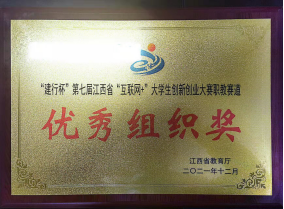 “建行杯”第七届江西省“互联网+”大学生创新创业大赛职教赛道
优秀组织奖
江西省教育厅
二〇二一年十二月